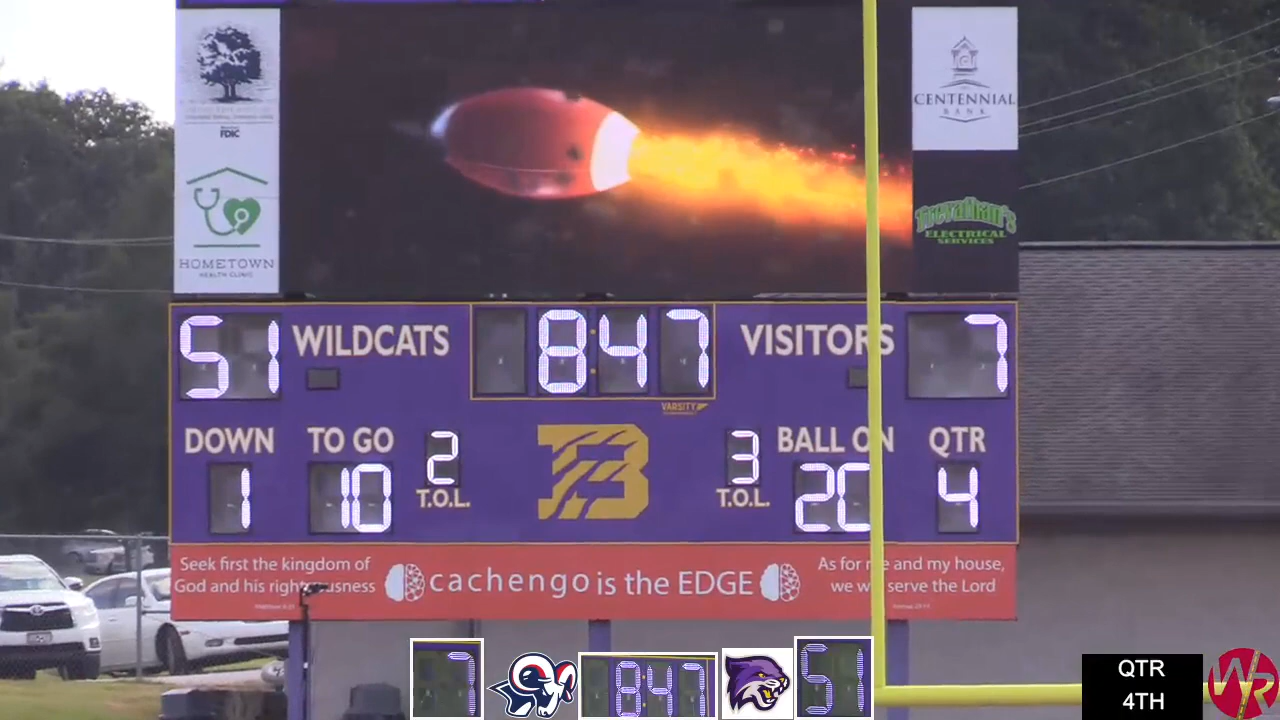 FDIC
HOMETOWN
HEALTH CLINIC
CENTENNIAL
BANK
Trevathan's
ELECTRICAL
SERVICES
51 WILDCATS 8:47 VISITORS 7
VARSITY
DOWN TO GO 2 3 BALL ON QTR
1 10 T.O.L. B T.O.L. 20 4
Seek first the kingdom of
God and his righteousness
cachengo is the EDGE
As for me and my house,
we will serve the Lord
7 8:47 51
QTR
4TH
WR